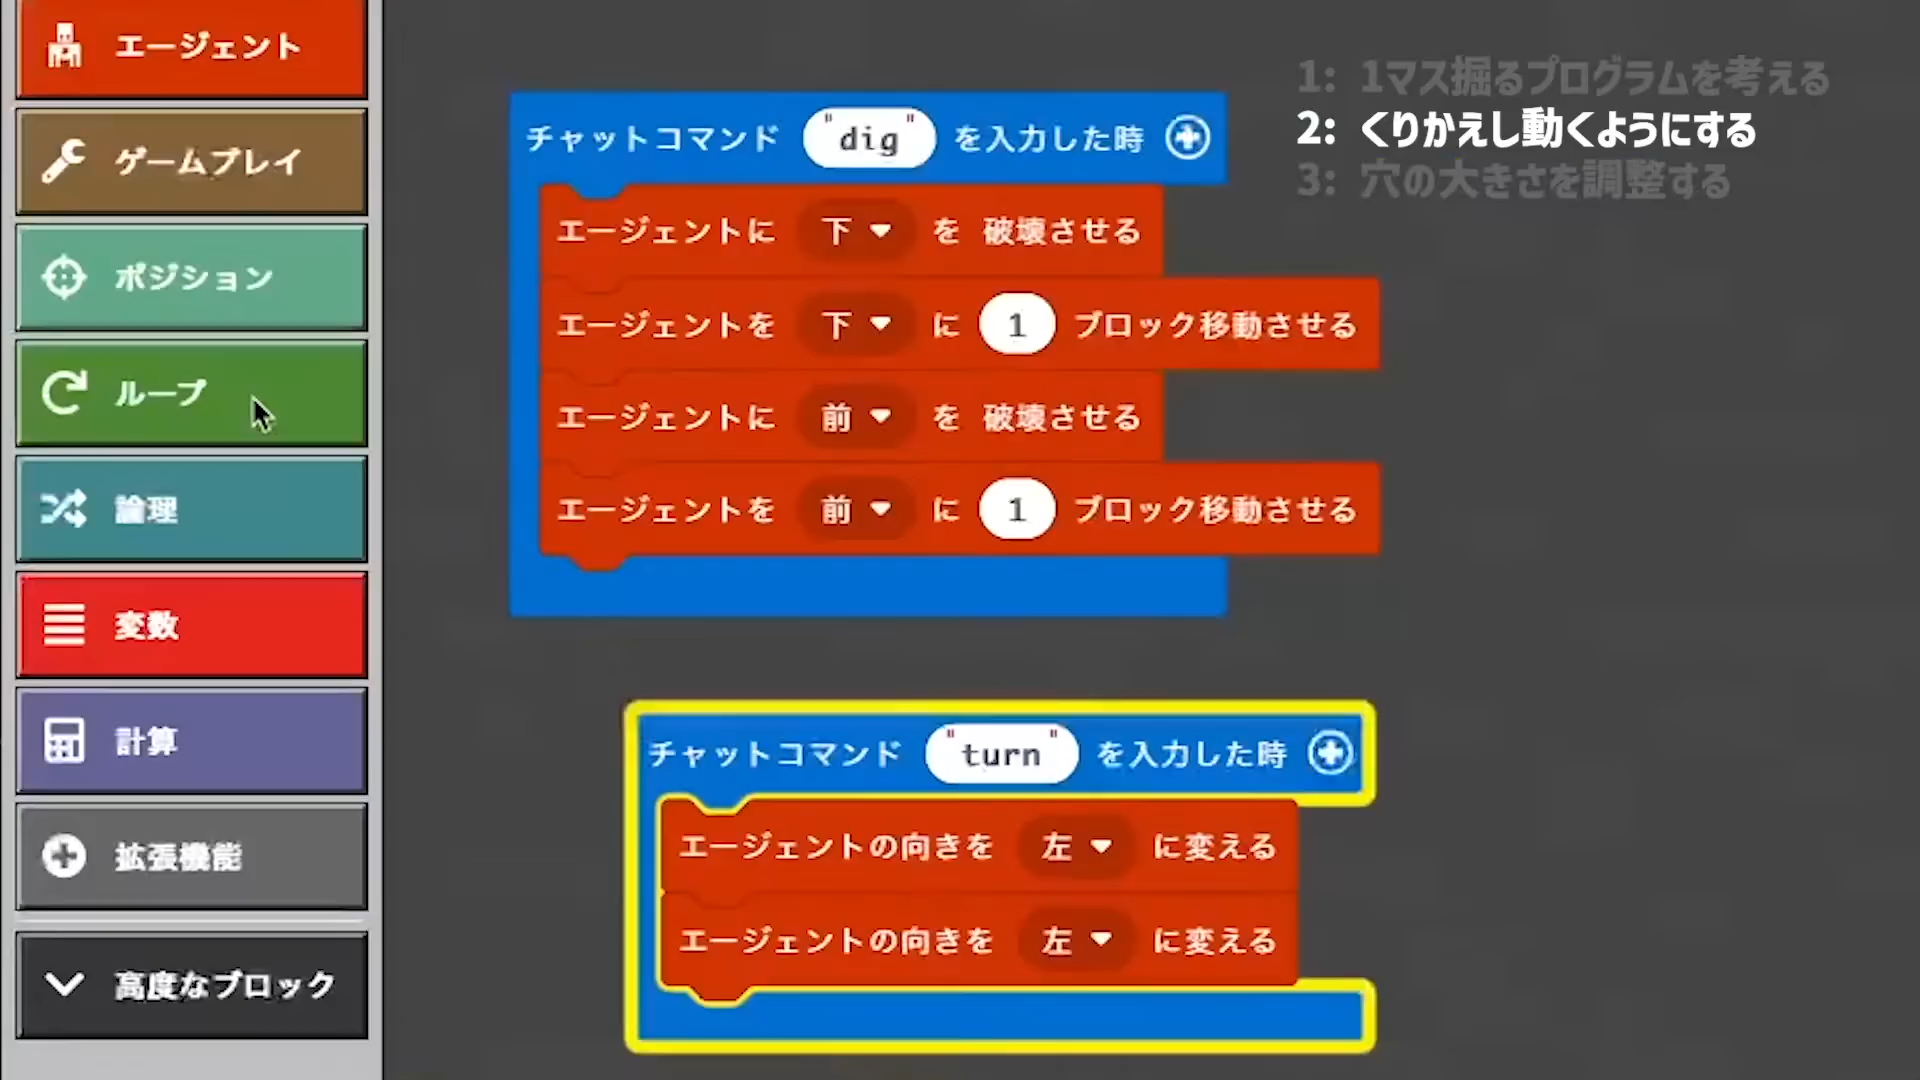 エージェント
ゲームプレイ
ポジション
ループ
論理
変数
計算
拡張機能
高度なブロック
チャットコマンド "dig" を入力した時
エージェントに 下 を 破壊させる
エージェントを 下 に 1 ブロック移動させる
エージェントに 前 を 破壊させる
エージェントを 前 に 1 ブロック移動させる
チャットコマンド "turn" を入力した時
エージェントの向きを 左 に変える
エージェントの向きを 左 に変える
1: 1マス掘るプログラムを考える
2: くりかえし動くようにする
3: 穴の大きさを調整する